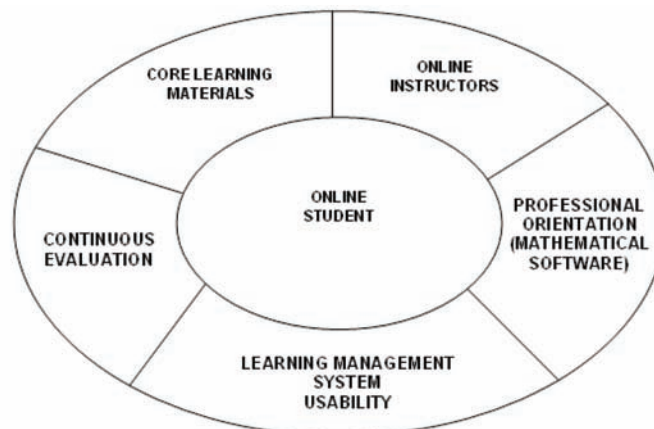 CORE LEARNING
MATERIALS
ONLINE
INSTRUCTORS
ONLINE
STUDENT
PROFESSIONAL
ORIENTATION
(MATHEMATICAL
SOFTWARE)
CONTINUOUS
EVALUATION
LEARNING MANAGEMENT
SYSTEM
USABILITY